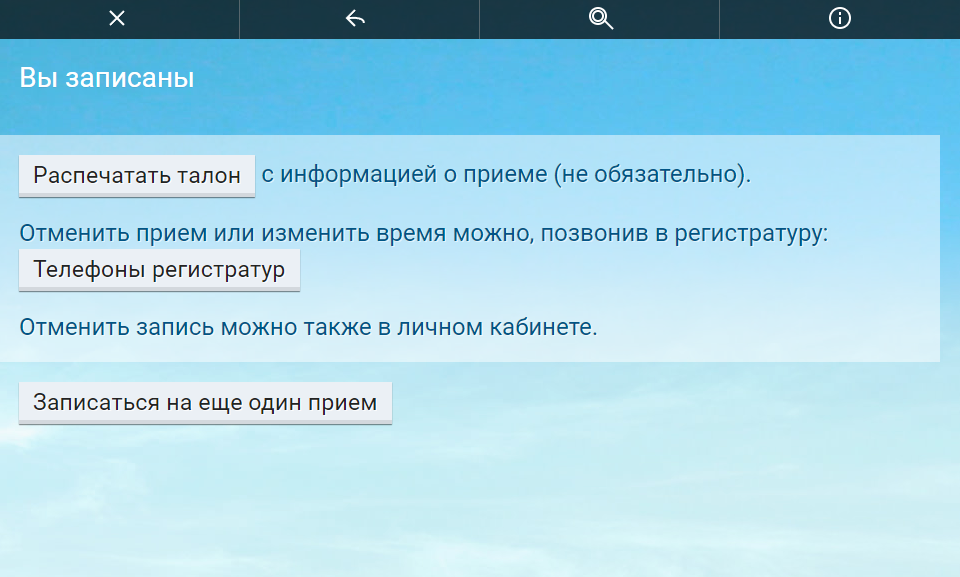 Вы записаны
Распечатать талон с информацией о приеме (не обязательно).
Отменить прием или изменить время можно, позвонив в регистратуру:
Телефоны регистратур
Отменить запись можно также в личном кабинете.
Записаться на еще один прием